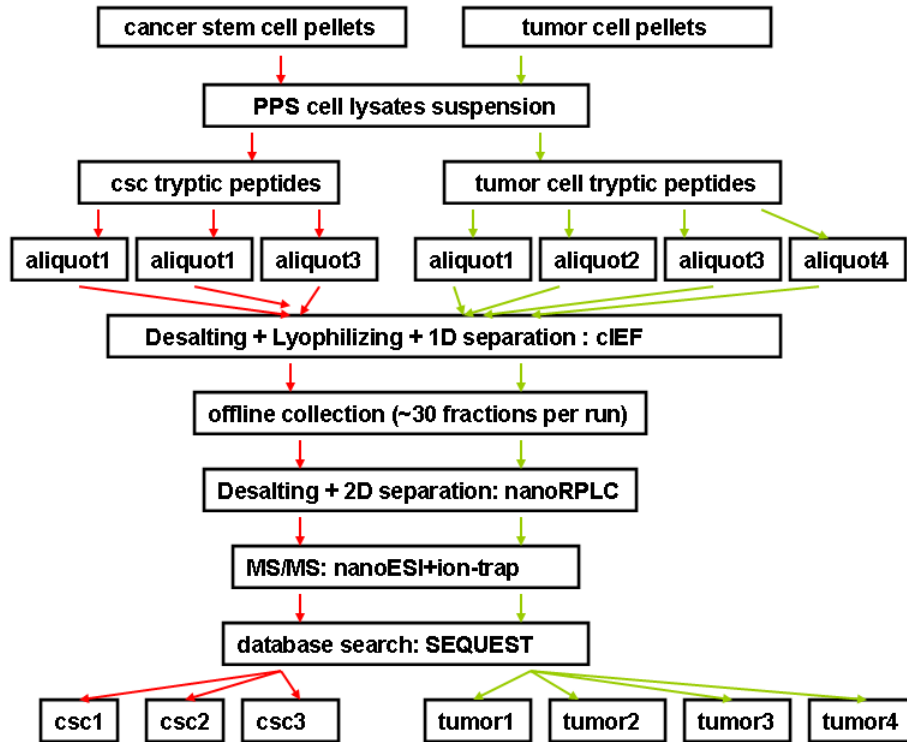 cancer stem cell pellets
tumor cell pellets
PPS cell lysates suspension
csc tryptic peptides
tumor cell tryptic peptides
aliquot1
aliquot1
aliquot3
aliquot1
aliquot2
aliquot3
aliquot4
Desalting + Lyophilizing + 1D separation : cIEF
offline collection (~30 fractions per run)
Desalting + 2D separation: nanoRPLC
MS/MS: nanoESI+ion-trap
database search: SEQUEST
csc1
csc2
csc3
tumor1
tumor2
tumor3
tumor4